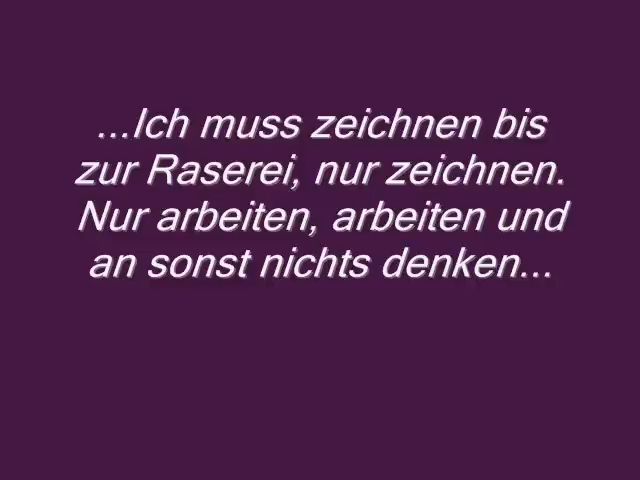 ...Ich muss zeichnen bis
zur Raserei, nur zeichnen.
Nur arbeiten, arbeiten und
an sonst nichts denken...